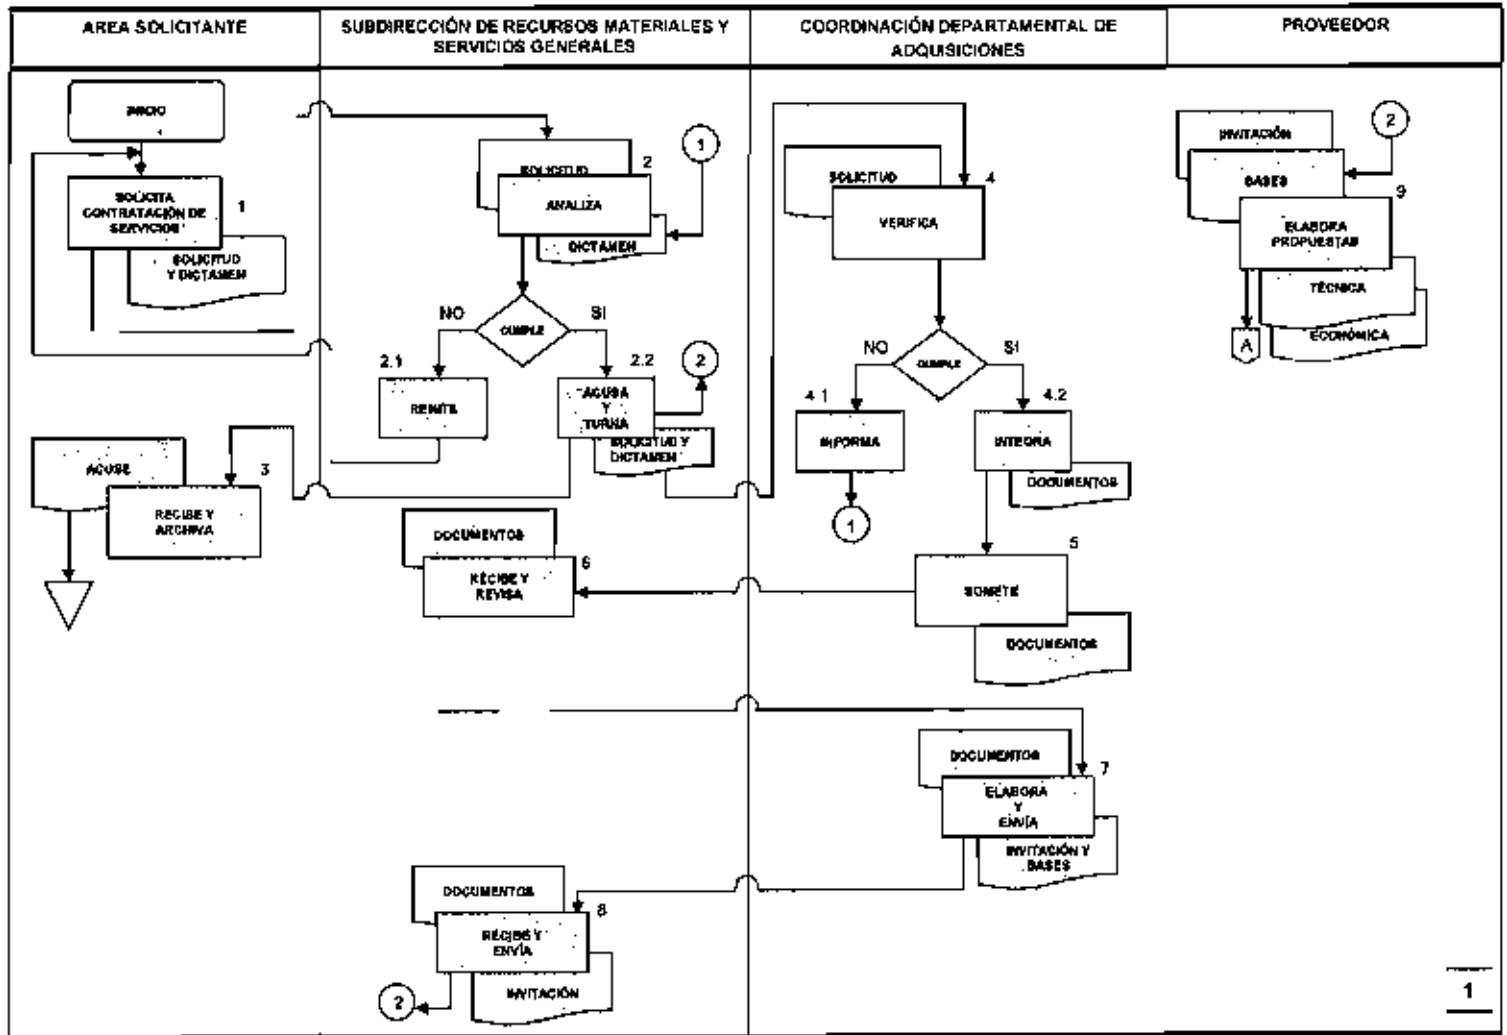 AREA SOLICITANTE
SUBDIRECCIÓN DE RECURSOS MATERIALES Y
SERVICIOS GENERALES
COORDINACIÓN DEPARTAMENTAL DE
ADQUISICIONES
PROVEEDOR
INICIO
SOLICITA
CONTRATACIÓN DE
SERVICIOS
1
SOLICITUD
Y DICTAMEN
ACUSE
3
RECIBE Y
ARCHIVA
SOLICITUD
2
1
ANALIZA
DICTAMEN
NO
CUMPLE
SI
2.1
REMITE
2.2
ACUSA
Y
TURNA
2
SOLICITUD Y
DICTAMEN
DOCUMENTOS
6
RECIBE Y
REVISA
DOCUMENTOS
8
RECIBE Y
ENVÍA
INVITACIÓN
2
SOLICITUD
4
VERIFICA
NO
CUMPLE
SI
4.1
INFORMA
1
4.2
INTEGRA
DOCUMENTOS
5
SOMETE
DOCUMENTOS
DOCUMENTOS
7
ELABORA
Y
ENVÍA
INVITACIÓN Y
BASES
INVITACIÓN
2
BASES
9
ELABORA
PROPUESTAS
TÉCNICA
ECONÓMICA
A
1